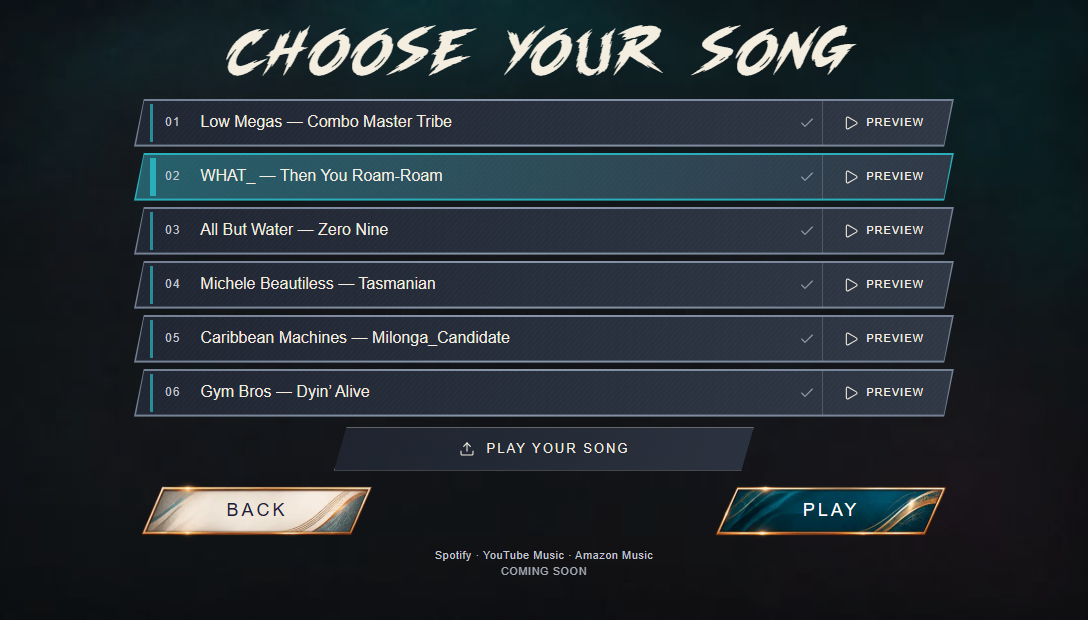 CHOOSE YOUR SONG
01 Low Megas — Combo Master Tribe PREVIEW
02 WHAT_ — Then You Roam-Roam PREVIEW
03 All But Water — Zero Nine PREVIEW
04 Michele Beautiless — Tasmanian PREVIEW
05 Caribbean Machines — Milonga_Candidate PREVIEW
06 Gym Bros — Dyin’ Alive PREVIEW
PLAY YOUR SONG
BACK PLAY
Spotify · YouTube Music · Amazon Music
COMING SOON